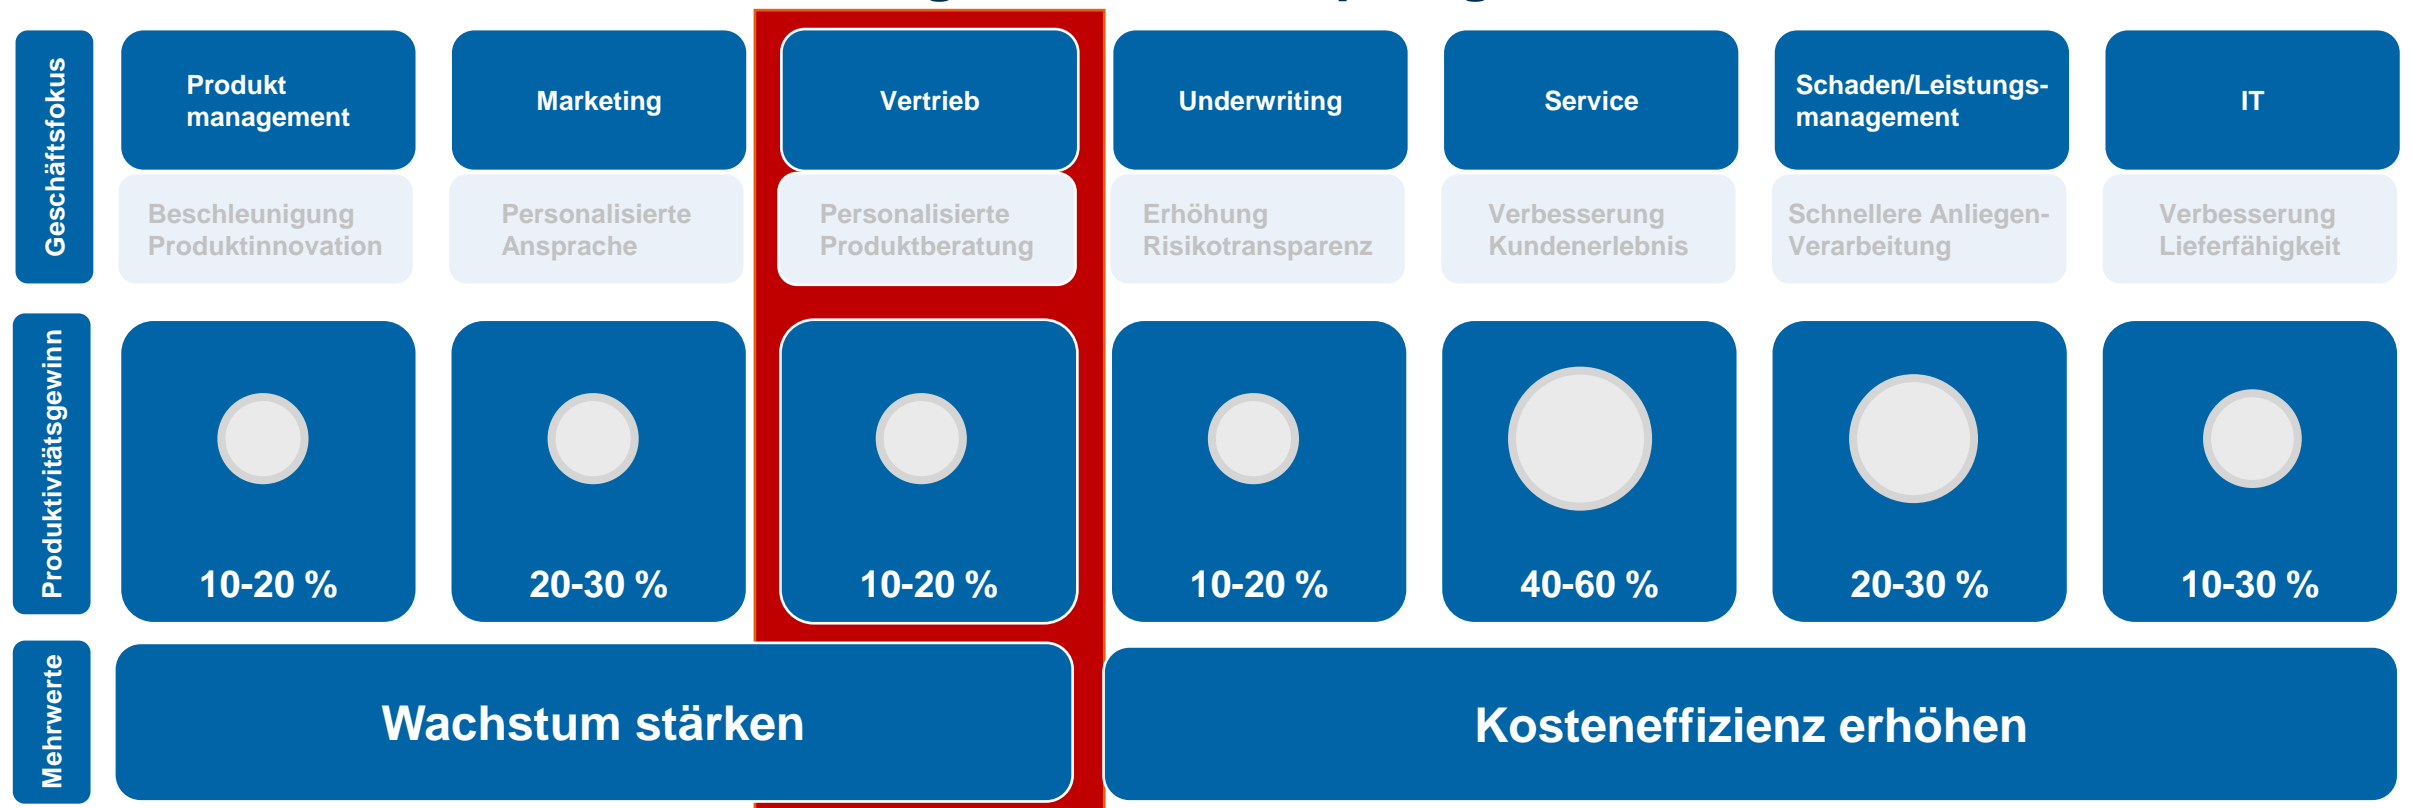 Geschäftsfokus
Produkt
management
Marketing
Vertrieb
Underwriting
Service
Schaden/Leistungs-
management
IT
Beschleunigung
Produktinnovation
Personalisierte
Ansprache
Personalisierte
Produktberatung
Erhöhung
Risikotransparenz
Verbesserung
Kundenerlebnis
Schnellere Anliegen-
Verarbeitung
Verbesserung
Lieferfähigkeit
Produktivitätsgewinn
10-20 %
20-30 %
10-20 %
10-20 %
40-60 %
20-30 %
10-30 %
Mehrwerte
Wachstum stärken
Kosteneffizienz erhöhen